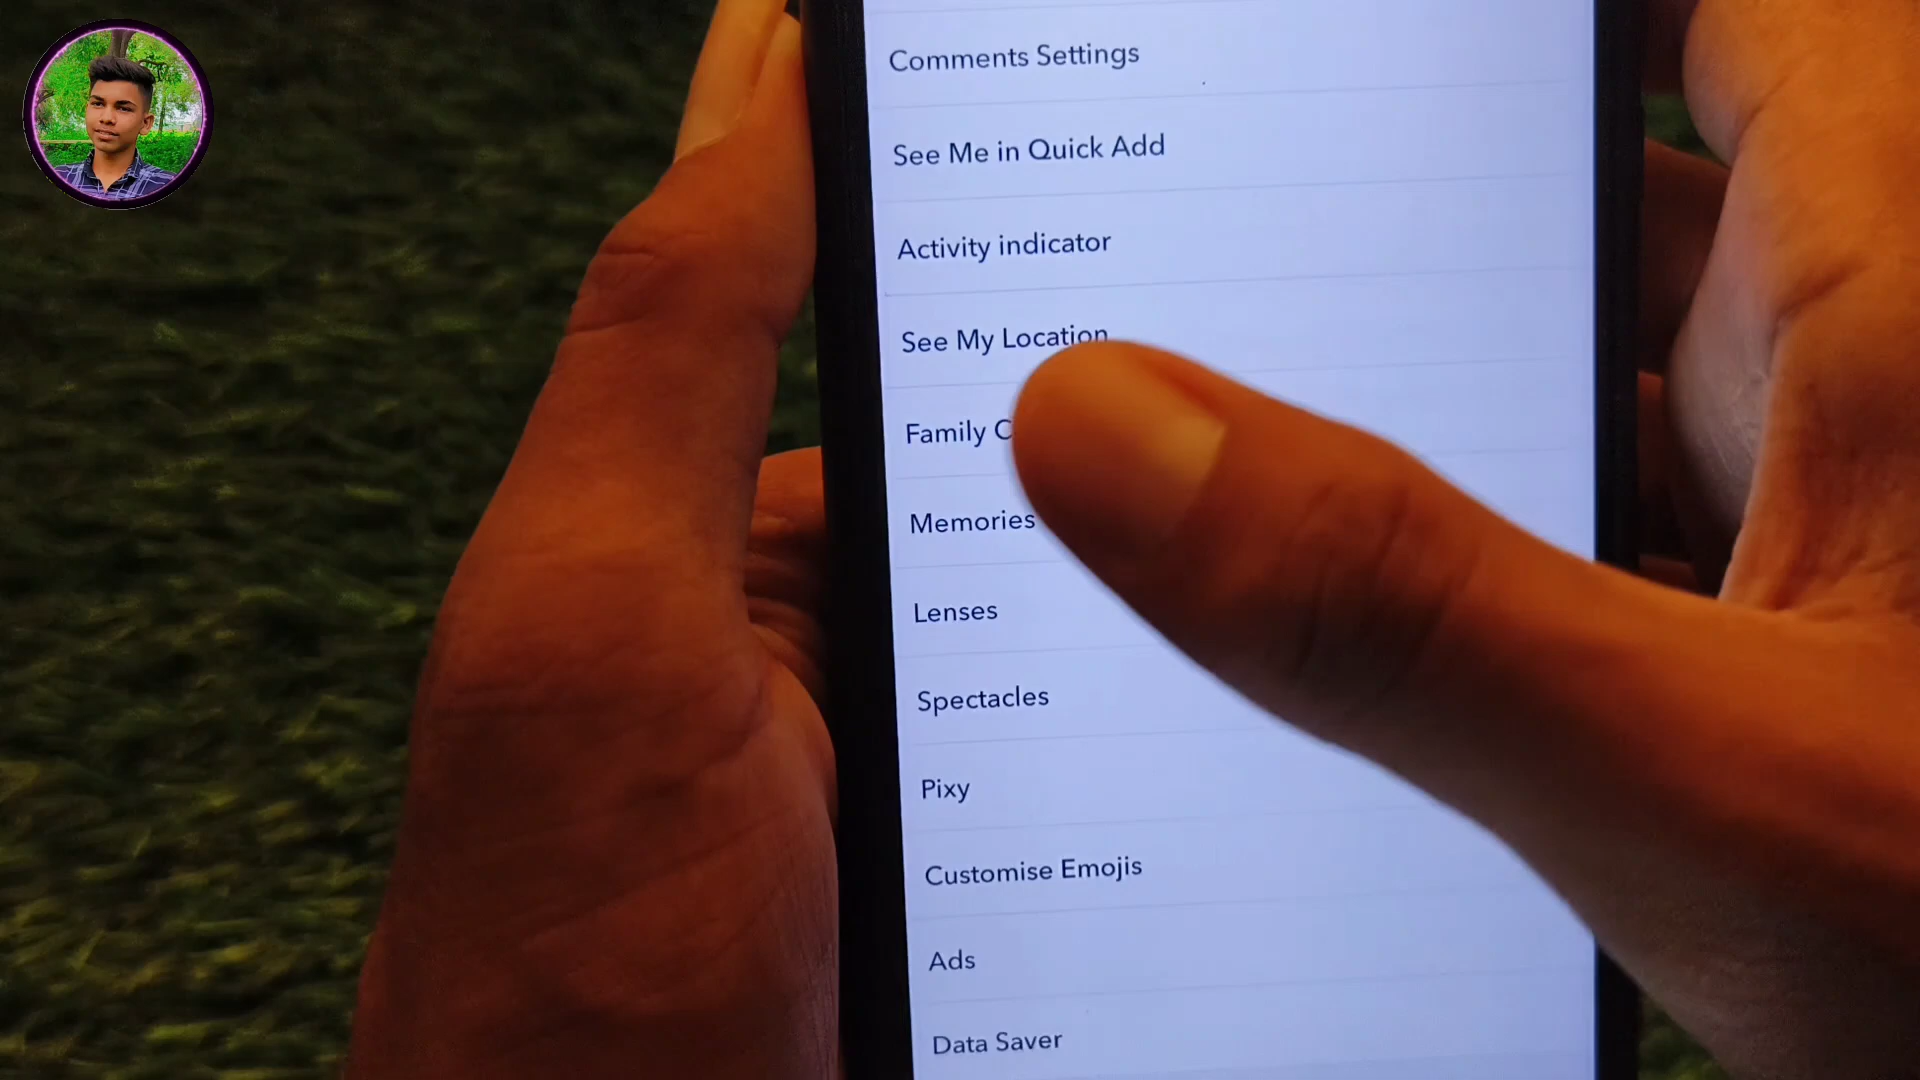 Comments Settings
See Me in Quick Add
Activity indicator
See My Location
Family
Memories
Lenses
Spectacles
Pixy
Customise Emojis
Ads
Data Saver